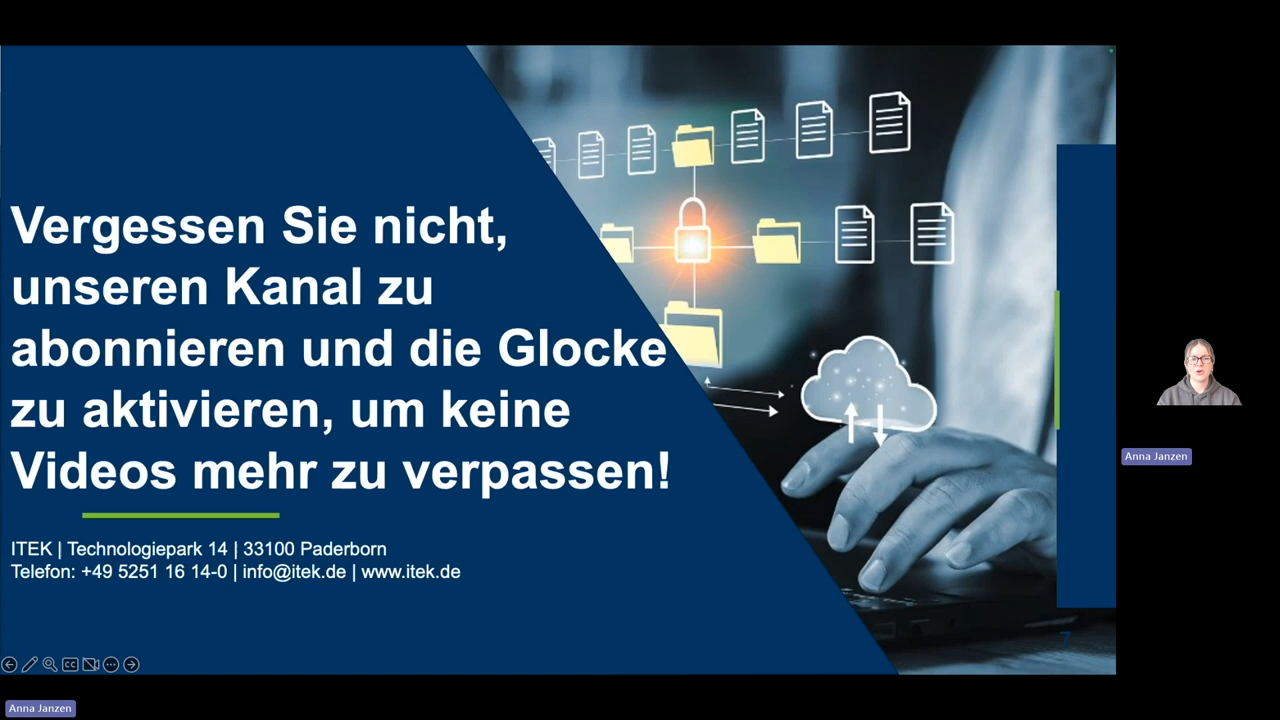 Vergessen Sie nicht,
unseren Kanal zu
abonnieren und die Glocke
zu aktivieren, um keine
Videos mehr zu verpassen!
ITEK | Technologiepark 14 | 33100 Paderborn
Telefon: +49 5251 16 14-0 | info@itek.de | www.itek.de
7
CC
Anna Janzen
Anna Janzen